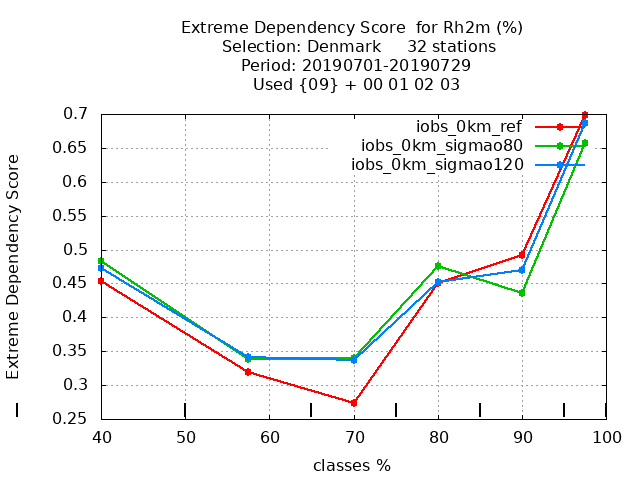 Extreme Dependency Score  for Rh2m (%)
Selection: Denmark     32 stations
Period: 20190701-20190729
Used {09} + 00 01 02 03
iobs_0km_ref
iobs_0km_sigmao80
iobs_0km_sigmao120
Extreme Dependency Score
0.7
0.65
0.6
0.55
0.5
0.45
0.4
0.35
0.3
0.25
40 50 60 70 80 90 100
classes %